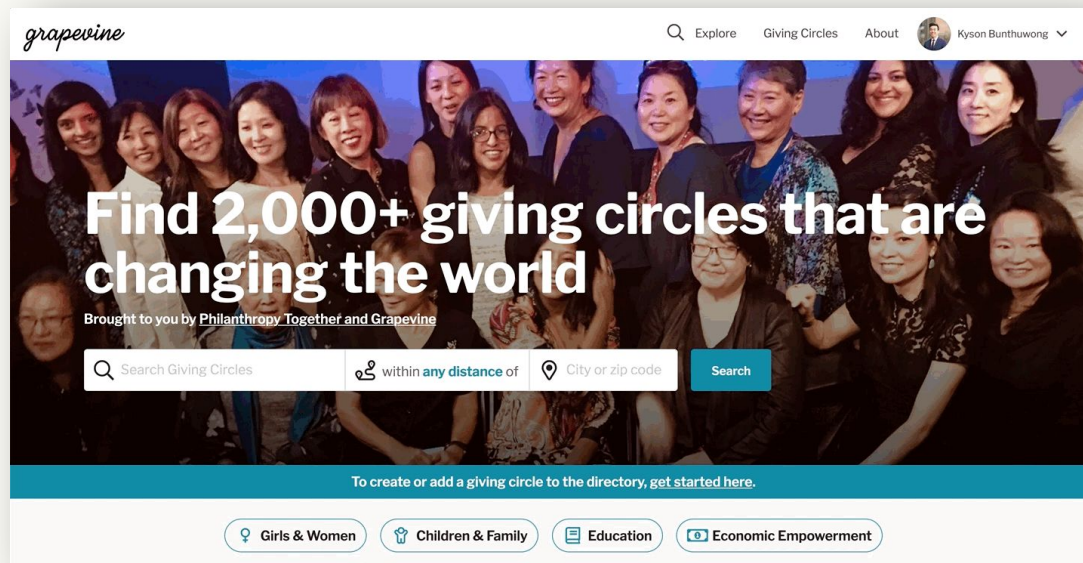 grapevine
Explore
Giving Circles
About
Kyson Bunthuwong
Find 2,000+ giving circles that are
changing the world
Brought to you by Philanthropy Together and Grapevine
Search Giving Circles
within any distance of
City or zip code
Search
To create or add a giving circle to the directory, get started here.
Girls & Women
Children & Family
Education
Economic Empowerment